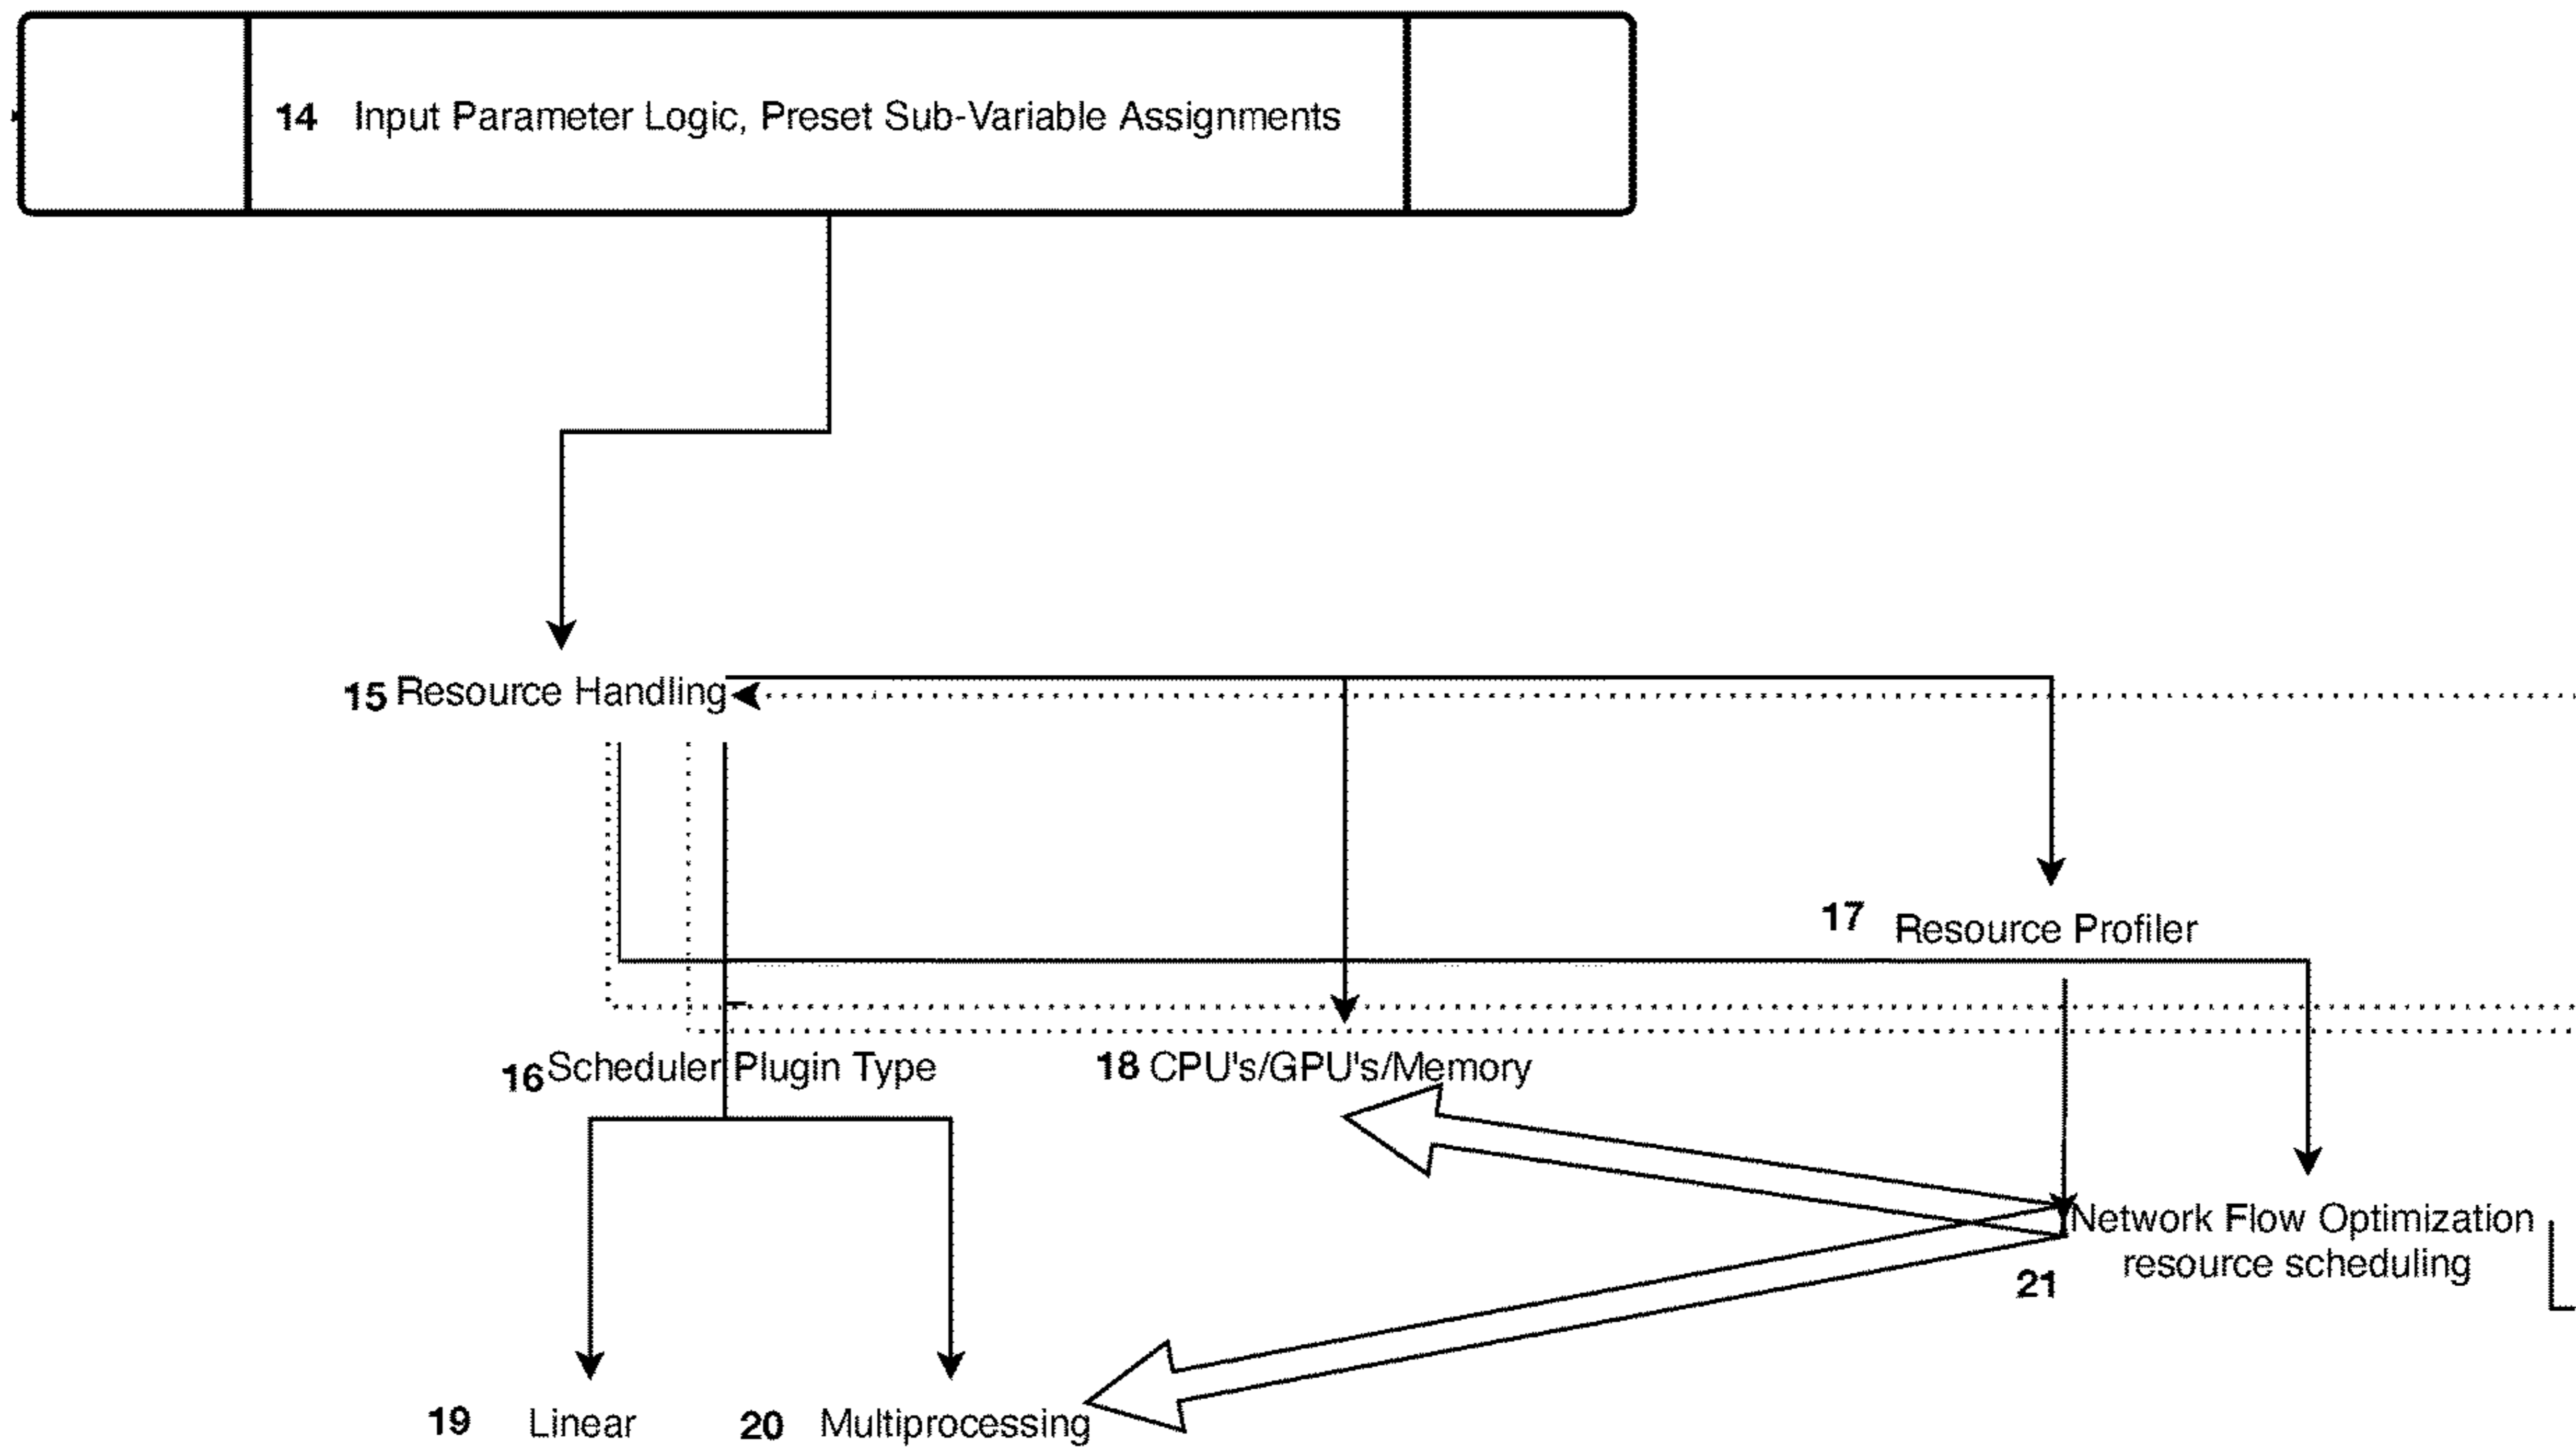 14 Input Parameter Logic, Preset Sub-Variable Assignments
15 Resource Handling
17 Resource Profiler
16 Scheduler Plugin Type
18 CPU's/GPU's/Memory
Network Flow Optimization
resource scheduling
21
19 Linear
20 Multiprocessing